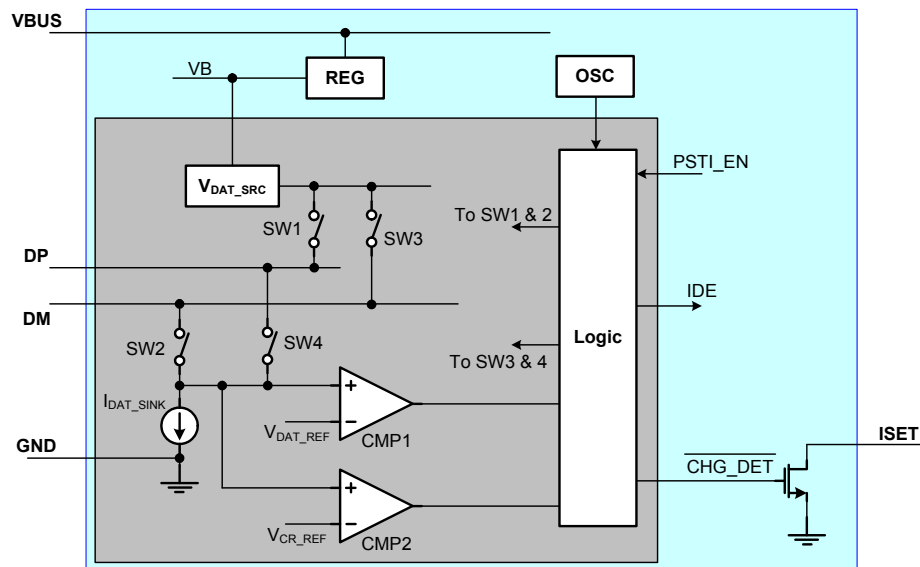 VBUS
VB
REG
OSC
PSTI_EN
VDAT_SRC
To SW1 & 2
SW1
SW3
DP
IDE
DM
Logic
SW2
SW4
To SW3 & 4
IDAT_SINK
+
−
VDAT_REF
CMP1
GND
ISET
CHG_DET
+
−
VCR_REF
CMP2